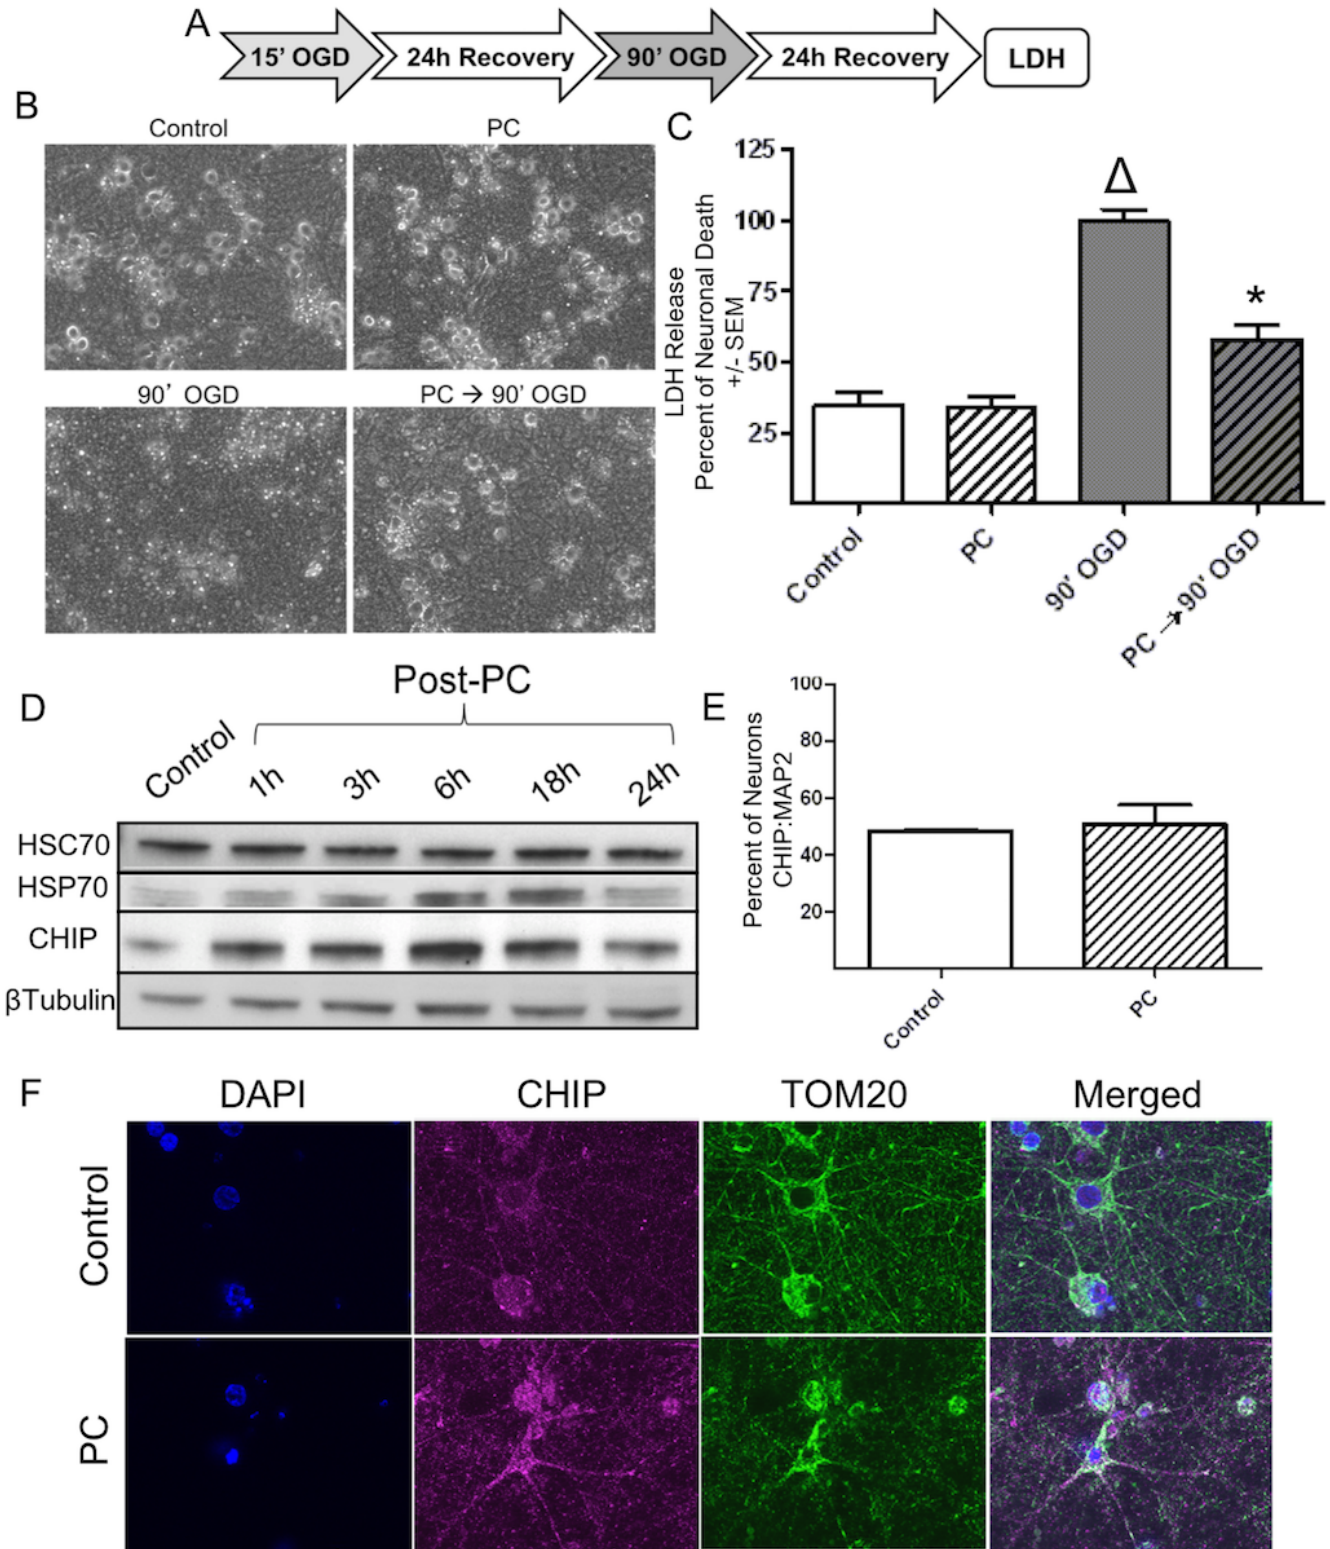 A
15’ OGD
24h Recovery
90’ OGD
24h Recovery
LDH
B
Control
PC
90’ OGD
PC → 90’ OGD
C
LDH Release
Percent of Neuronal Death
+/- SEM
125
100
75
50
25
Δ
*
Control
PC
90' OGD
PC → 90' OGD
D
Post-PC
Control
1h
3h
6h
18h
24h
HSC70
HSP70
CHIP
βTubulin
E
Percent of Neurons
CHIP:MAP2
100
80
60
40
20
Control
PC
F
DAPI
CHIP
TOM20
Merged
Control
PC